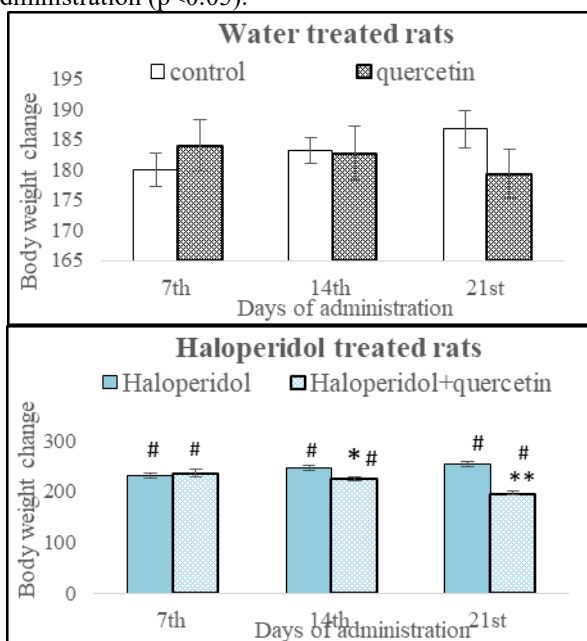 dministration (p<0.05).
Water treated rats
control quercetin
Body weight change
195
190
185
180
175
170
165
7th 14th 21st
Days of administration
Haloperidol treated rats
Haloperidol Haloperidol+quercetin
Body weight change
300
200
100
0
# # # * # # #
**
7th 14th 21st
Days of administration